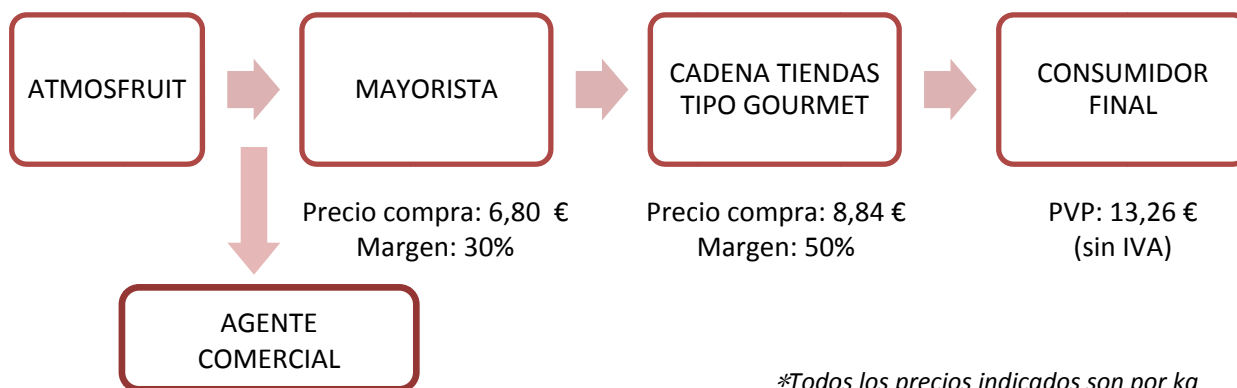 ATMOSFRUIT
MAYORISTA
CADENA TIENDAS
TIPO GOURMET
CONSUMIDOR
FINAL
Precio compra: 6,80 €
Margen: 30%
Precio compra: 8,84 €
Margen: 50%
PVP: 13,26 €
(sin IVA)
AGENTE
COMERCIAL
*Todos los precios indicados son por kg